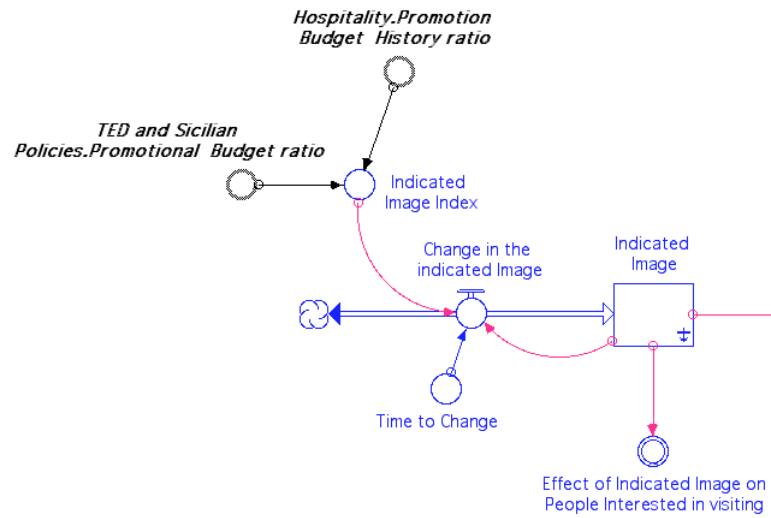 Hospitality.Promotion
Budget History ratio
TED and Sicilian
Policies.Promotional Budget ratio
Indicated
Image Index
Change in the
indicated Image
Indicated
Image
Time to Change
Effect of Indicated Image on
People Interested in visiting